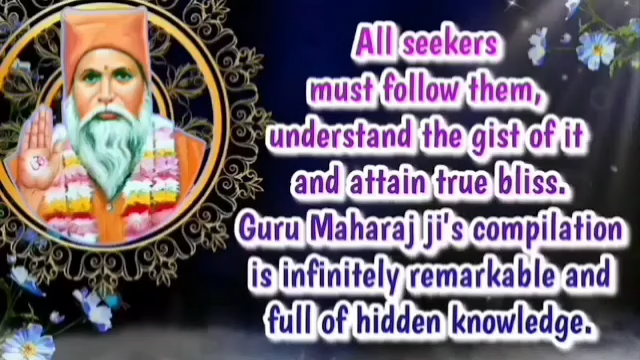 All seekers
must follow them,
understand the gist of it
and attain true bliss.
Guru Maharaj ji's compilation
is infinitely remarkable and
full of hidden knowledge.